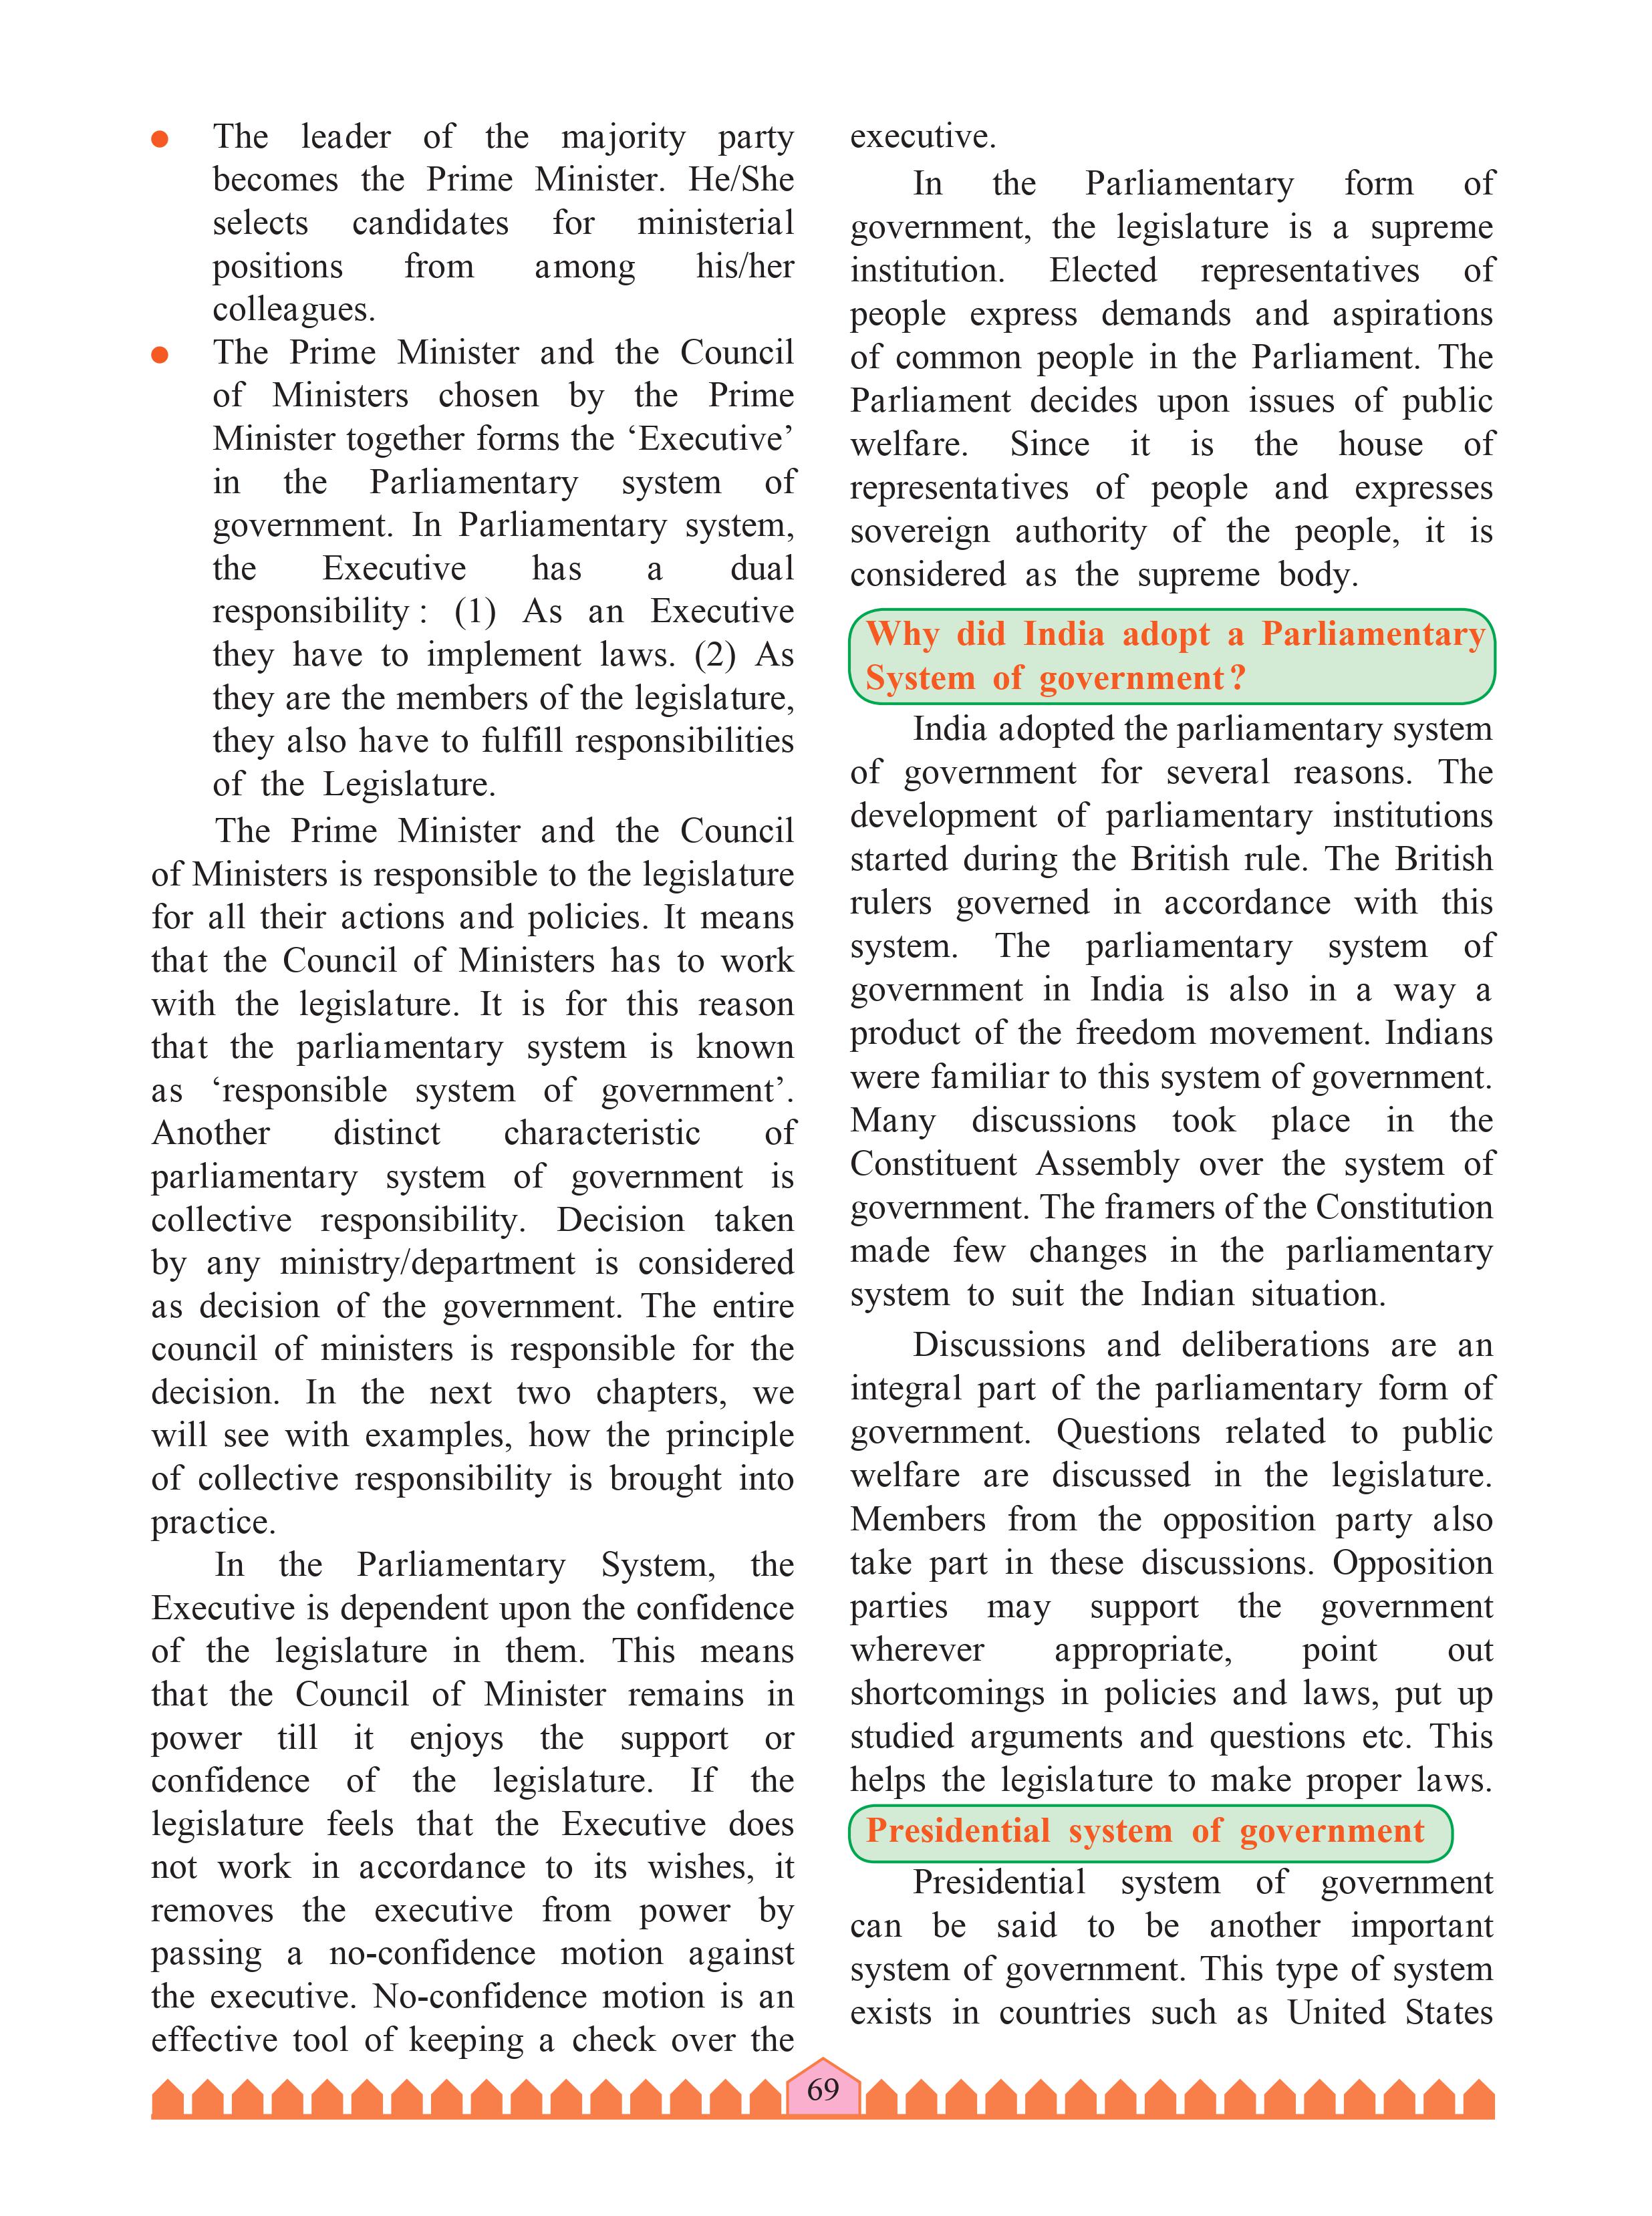 The leader of the majority party
becomes the Prime Minister. He/She
selects candidates for ministerial
positions from among his/her
colleagues.
The Prime Minister and the Council
of Ministers chosen by the Prime
Minister together forms the ‘Executive’
in the Parliamentary system of
government. In Parliamentary system,
the Executive has a dual
responsibility : (1) As an Executive
they have to implement laws. (2) As
they are the members of the legislature,
they also have to fulfill responsibilities
of the Legislature.
The Prime Minister and the Council
of Ministers is responsible to the legislature
for all their actions and policies. It means
that the Council of Ministers has to work
with the legislature. It is for this reason
that the parliamentary system is known
as ‘responsible system of government’.
Another distinct characteristic of
parliamentary system of government is
collective responsibility. Decision taken
by any ministry/department is considered
as decision of the government. The entire
council of ministers is responsible for the
decision. In the next two chapters, we
will see with examples, how the principle
of collective responsibility is brought into
practice.
In the Parliamentary System, the
Executive is dependent upon the confidence
of the legislature in them. This means
that the Council of Minister remains in
power till it enjoys the support or
confidence of the legislature. If the
legislature feels that the Executive does
not work in accordance to its wishes, it
removes the executive from power by
passing a no-confidence motion against
the executive. No-confidence motion is an
effective tool of keeping a check over the
executive.
In the Parliamentary form of
government, the legislature is a supreme
institution. Elected representatives of
people express demands and aspirations
of common people in the Parliament. The
Parliament decides upon issues of public
welfare. Since it is the house of
representatives of people and expresses
sovereign authority of the people, it is
considered as the supreme body.
Why did India adopt a Parliamentary
System of government ?
India adopted the parliamentary system
of government for several reasons. The
development of parliamentary institutions
started during the British rule. The British
rulers governed in accordance with this
system. The parliamentary system of
government in India is also in a way a
product of the freedom movement. Indians
were familiar to this system of government.
Many discussions took place in the
Constituent Assembly over the system of
government. The framers of the Constitution
made few changes in the parliamentary
system to suit the Indian situation.
Discussions and deliberations are an
integral part of the parliamentary form of
government. Questions related to public
welfare are discussed in the legislature.
Members from the opposition party also
take part in these discussions. Opposition
parties may support the government
wherever appropriate, point out
shortcomings in policies and laws, put up
studied arguments and questions etc. This
helps the legislature to make proper laws.
Presidential system of government
Presidential system of government
can be said to be another important
system of government. This type of system
exists in countries such as United States
69